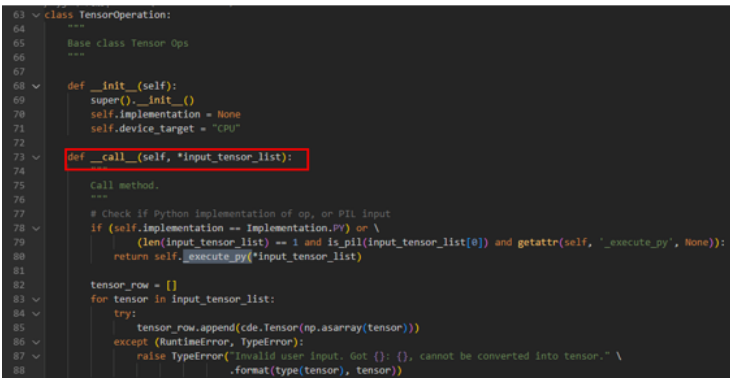 63 class TensorOperation:
64 """
65 Base class Tensor Ops
66 """
67
68 def __init__(self):
69 super().__init__()
70 self.implementation = None
71 self.device_target = "CPU"
72
73 def __call__(self, *input_tensor_list):
74 """
75 Call method.
76 """
77 # Check if Python implementation of op, or PIL input
78 if (self.implementation == Implementation.PY) or \
79 (len(input_tensor_list) == 1 and is_pil(input_tensor_list[0]) and getattr(self, '_execute_py', None)):
80 return self._execute_py(*input_tensor_list)
81
82 tensor_row = []
83 for tensor in input_tensor_list:
84 try:
85 tensor_row.append(cde.Tensor(np.asarray(tensor)))
86 except (RuntimeError, TypeError):
87 raise TypeError("Invalid user input. Got {}: {}, cannot be converted into tensor." \
88 .format(type(tensor), tensor))